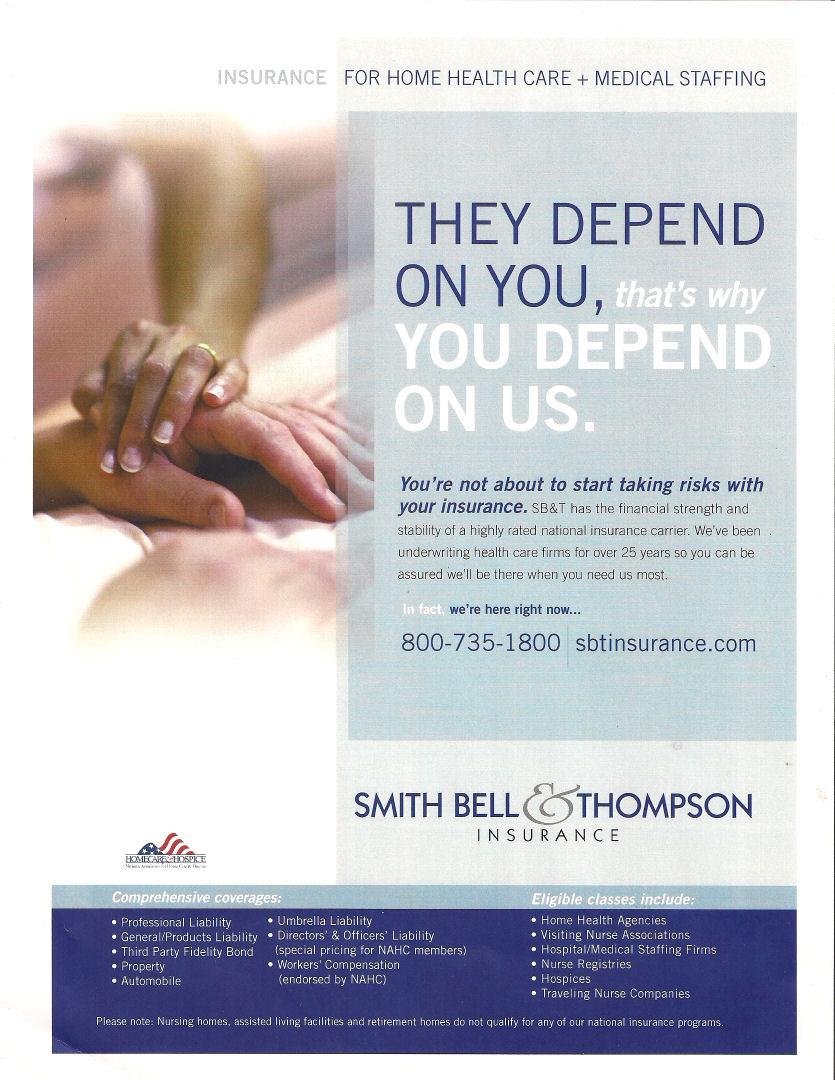 INSURANCE FOR HOME HEALTH CARE + MEDICAL STAFFING
THEY DEPEND
ON YOU, that's why
YOU DEPEND
ON US.
You're not about to start taking risks with
your insurance. SB&T has the financial strength and
stability of a highly rated national insurance carrier. We've been
underwriting health care firms for over 25 years so you can be
assured we'll be there when you need us most.
In fact, we're here right now...
800-735-1800 | sbtinsurance.com
SMITH BELL & THOMPSON
INSURANCE
HOMECARE & HOSPICE
National Association for Home Care & Hospice
Comprehensive coverages:
• Professional Liability
• General/Products Liability
• Third Party Fidelity Bond
• Property
• Automobile
• Umbrella Liability
• Directors' & Officers' Liability
(special pricing for NAHC members)
• Workers' Compensation
(endorsed by NAHC)
Eligible classes include:
• Home Health Agencies
• Visiting Nurse Associations
• Hospital/Medical Staffing Firms
• Nurse Registries
• Hospices
• Traveling Nurse Companies
Please note: Nursing homes, assisted living facilities and retirement homes do not qualify for any of our national insurance programs.